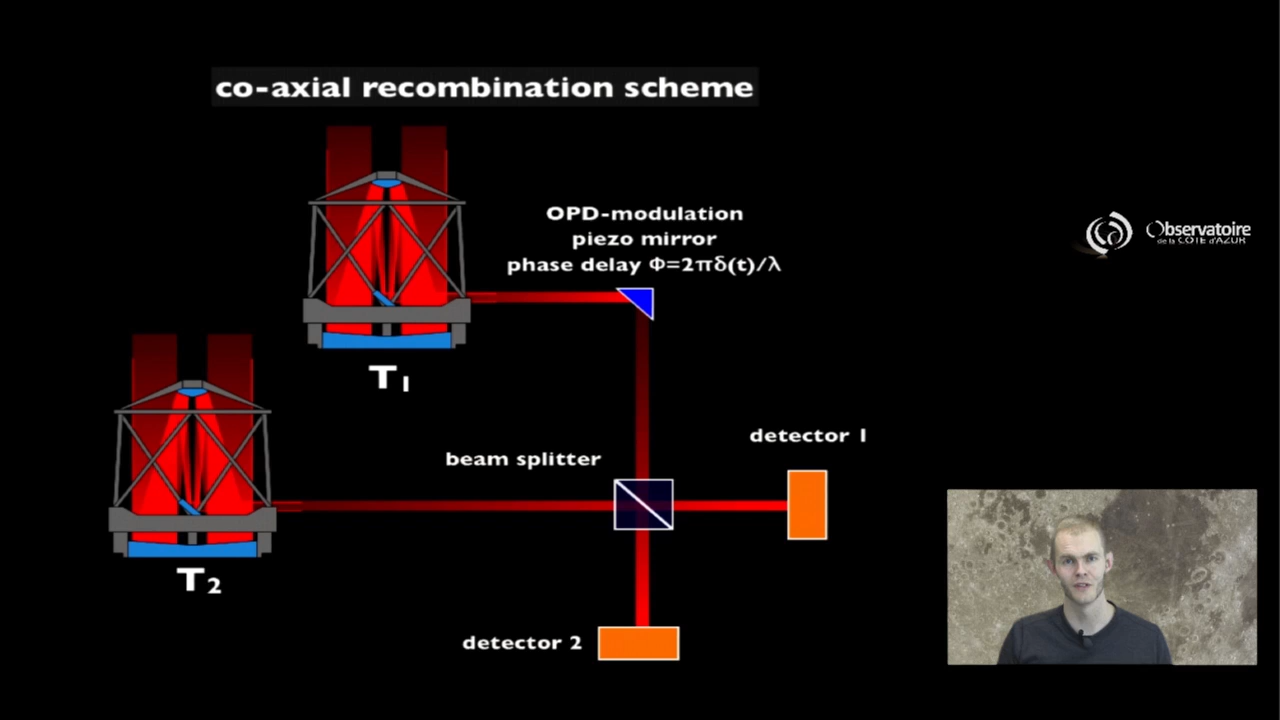 co-axial recombination scheme
OPD-modulation
piezo mirror
phase delay Φ=2πδ(t)/λ
Observatoire
de la CÔTE d'AZUR
T1
detector 1
beam splitter
T2
detector 2